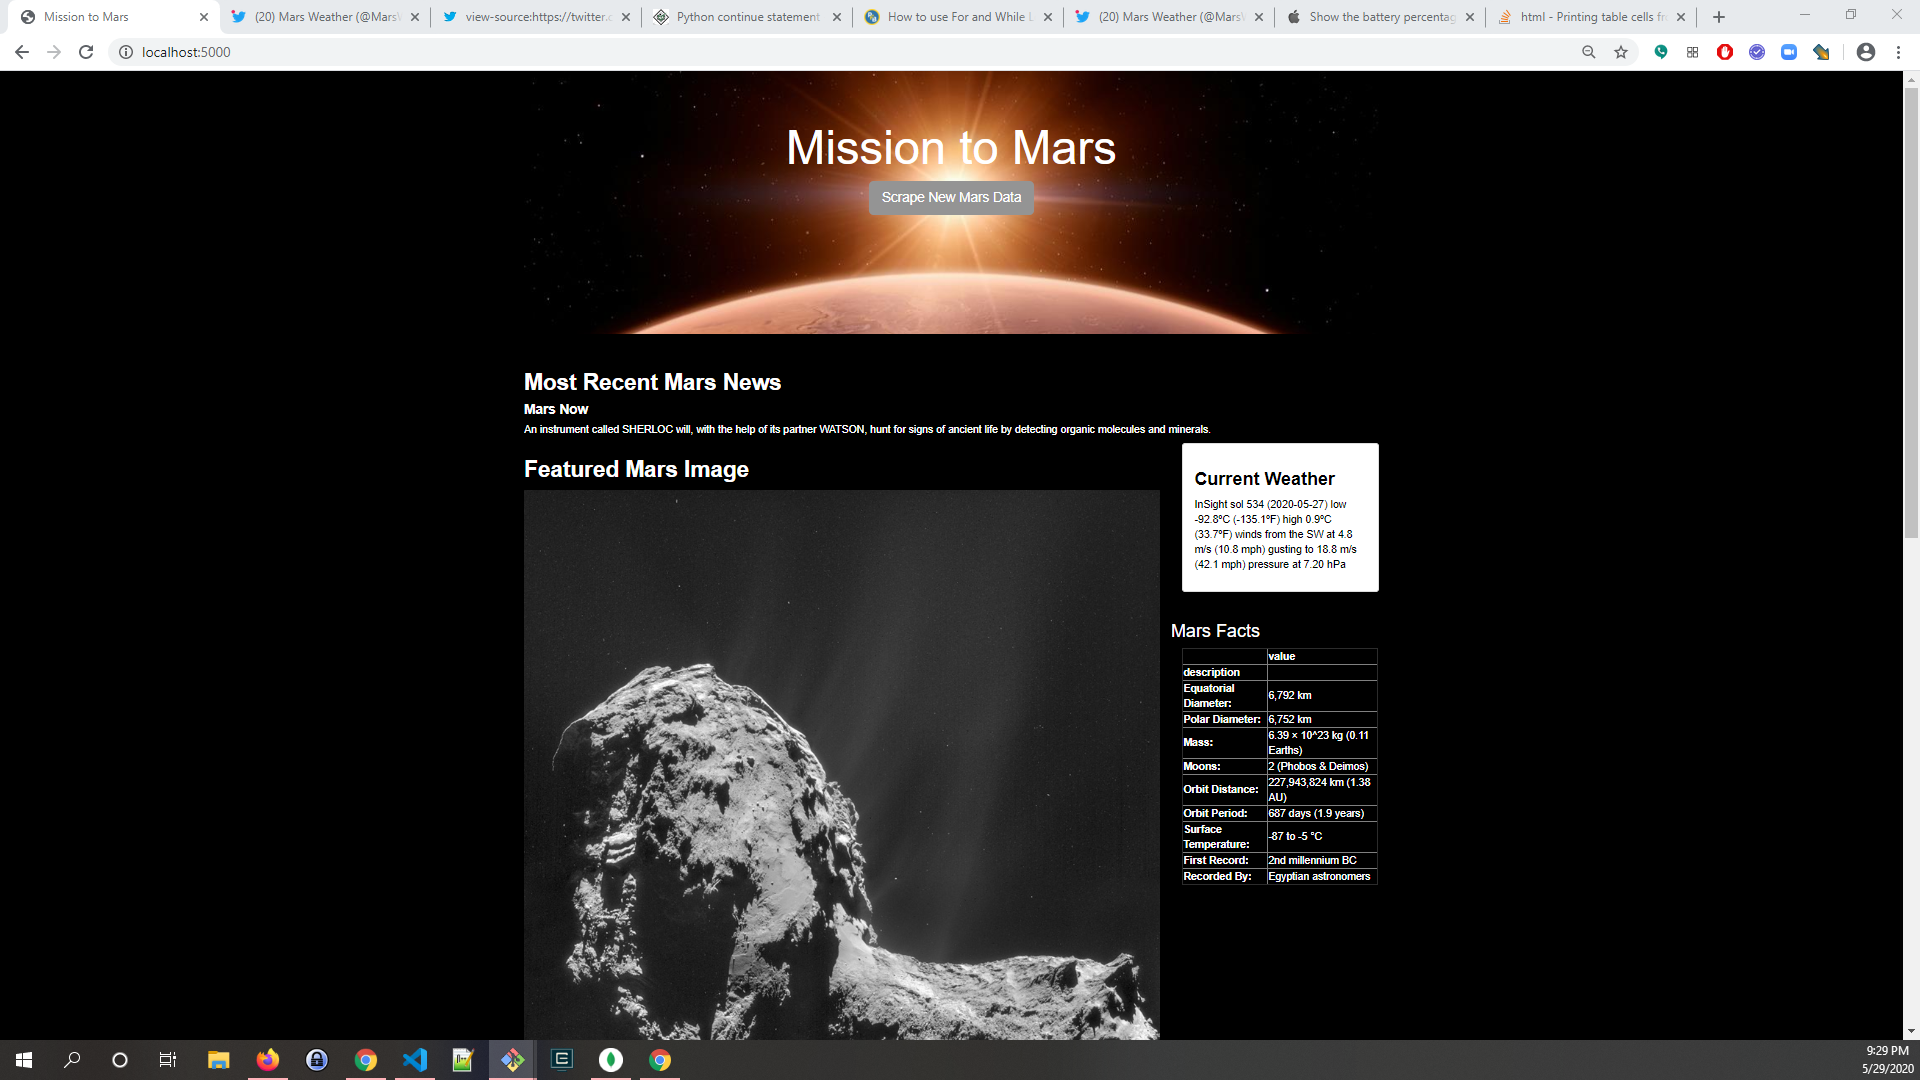 Mission to Mars
(20) Mars Weather (@Mars
view-source:https://twitter.c
Python continue statement
How to use For and While L
(20) Mars Weather (@Mars
Show the battery percentag
html - Printing table cells fr
localhost:5000
Mission to Mars
Scrape New Mars Data
Most Recent Mars News
Mars Now
An instrument called SHERLOC will, with the help of its partner WATSON, hunt for signs of ancient life by detecting organic molecules and minerals.
Featured Mars Image
Current Weather
InSight sol 534 (2020-05-27) low
-92.8ºC (-135.1ºF) high 0.9ºC
(33.7ºF) winds from the SW at 4.8
m/s (10.8 mph) gusting to 18.8 m/s
(42.1 mph) pressure at 7.20 hPa
Mars Facts
value
description
Equatorial
Diameter:
6,792 km
Polar Diameter: 6,752 km
Mass:
6.39 × 10^23 kg (0.11
Earths)
Moons: 2 (Phobos & Deimos)
Orbit Distance:
227,943,824 km (1.38
AU)
Orbit Period: 687 days (1.9 years)
Surface
Temperature:
-87 to -5 °C
First Record: 2nd millennium BC
Recorded By: Egyptian astronomers
9:29 PM
5/29/2020